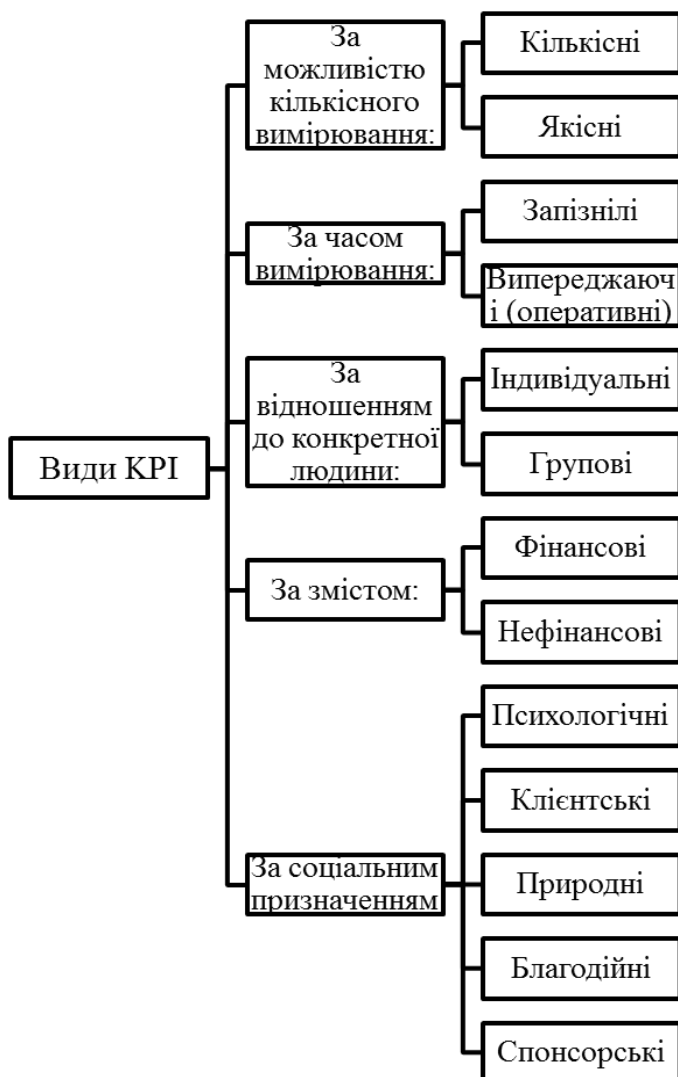 Види KPI
За
можливістю
кількісного
вимірювання:
Кількісні
Якісні
За часом
вимірювання:
Запізнілі
Випереджаюч
і (оперативні)
За
відношенням
до конкретної
людини:
Індивідуальні
Групові
За змістом:
Фінансові
Нефінансові
За соціальним
призначенням
Психологічні
Клієнтські
Природні
Благодійні
Спонсорські